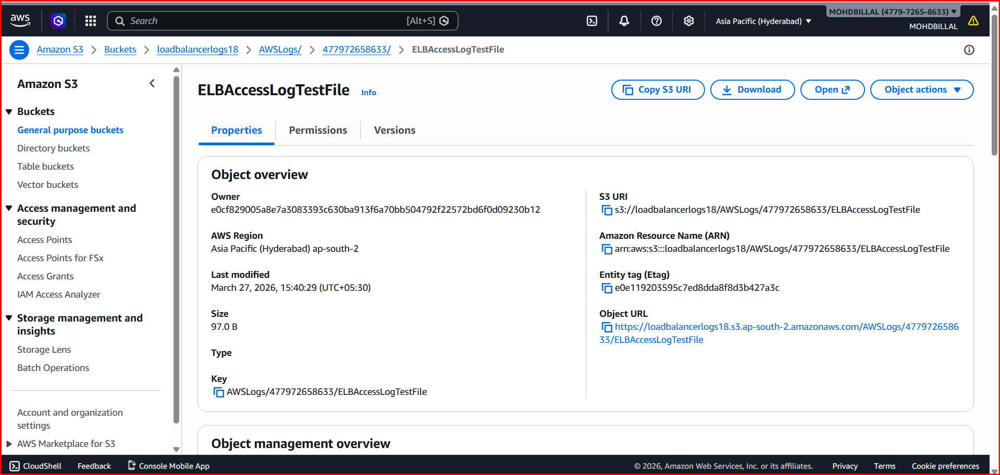 aws
Search
[Alt+S]
Asia Pacific (Hyderabad)
MOHDBILLAL (4779-7265-8633)
MOHDBILLAL
Amazon S3
Buckets
loadbalancerlogs18
AWSLogs/
477972658633/
ELBAccessLogTestFile
Amazon S3
Buckets
General purpose buckets
Directory buckets
Table buckets
Vector buckets
Access management and
security
Access Points
Access Points for FSx
Access Grants
IAM Access Analyzer
Storage management and
insights
Storage Lens
Batch Operations
Account and organization
settings
AWS Marketplace for S3
ELBAccessLogTestFile
Info
Copy S3 URI
Download
Open
Object actions
Properties
Permissions
Versions
Object overview
Owner
e0cf829005a8e7a3083393c630ba913f6a70bb504792f22572bd6f0d09230b12
AWS Region
Asia Pacific (Hyderabad) ap-south-2
Last modified
March 27, 2026, 15:40:29 (UTC+05:30)
Size
97.0 B
Type
Key
AWSLogs/477972658633/ELBAccessLogTestFile
S3 URI
s3://loadbalancerlogs18/AWSLogs/477972658633/ELBAccessLogTestFile
Amazon Resource Name (ARN)
arn:aws:s3:::loadbalancerlogs18/AWSLogs/477972658633/ELBAccessLogTestFile
Entity tag (Etag)
e0e119203595c7ed8dda8f8d3b427a3c
Object URL
https://loadbalancerlogs18.s3.ap-south-2.amazonaws.com/AWSLogs/4779726586
33/ELBAccessLogTestFile
Object management overview
CloudShell
Feedback
Console Mobile App
© 2026, Amazon Web Services, Inc. or its affiliates.
Privacy
Terms
Cookie preferences